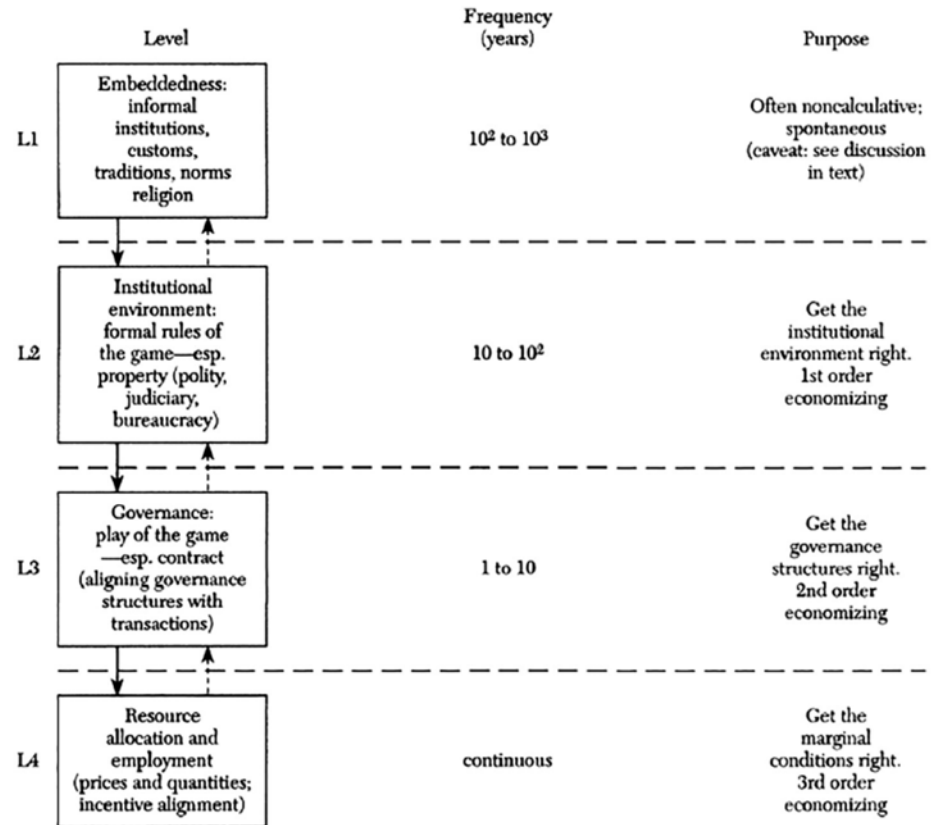 Level
Frequency
(years)
Purpose
L1
Embeddedness:
informal
institutions,
customs,
traditions, norms
religion
10² to 10³
Often noncalculative;
spontaneous
(caveat: see discussion
in text)
L2
Institutional
environment:
formal rules of
the game—esp.
property (polity,
judiciary,
bureaucracy)
10 to 10²
Get the
institutional
environment right.
1st order
economizing
L3
Governance:
play of the game
—esp. contract
(aligning governance
structures with
transactions)
1 to 10
Get the
governance
structures right.
2nd order
economizing
L4
Resource
allocation and
employment
(prices and quantities;
incentive alignment)
continuous
Get the
marginal
conditions right.
3rd order
economizing